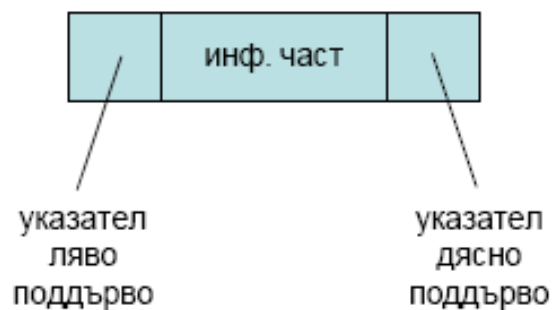 инф. част
указател
ляво
поддърво
указател
дясно
поддърво